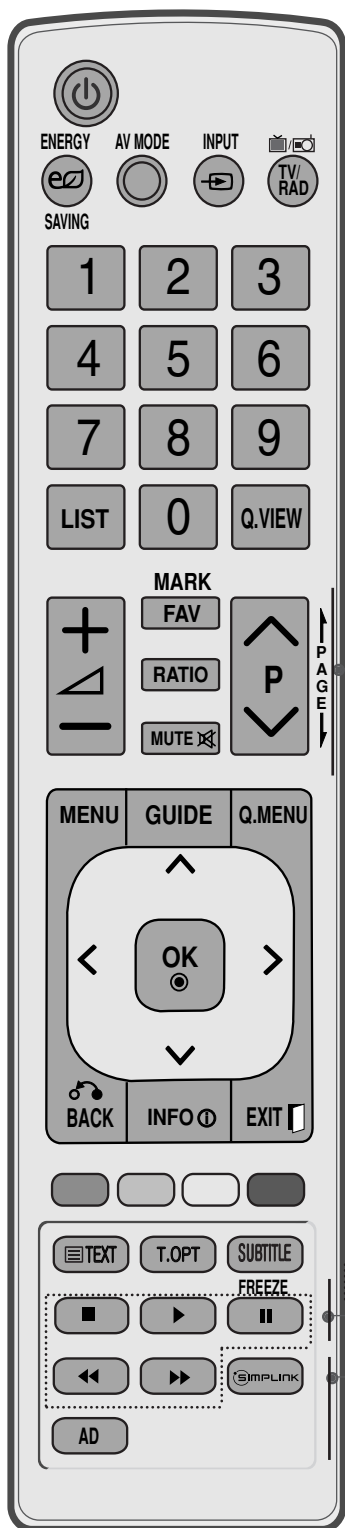 ENERGY AV MODE INPUT
TV/
RAD
SAVING
1 2 3
4 5 6
7 8 9
LIST 0 Q.VIEW
MARK
FAV
RATIO
P
MUTE
PAGE
MENU GUIDE Q.MENU
OK
BACK INFO EXIT
TEXT T.OPT SUBTITLE
FREEZE
SIMPLINK
AD